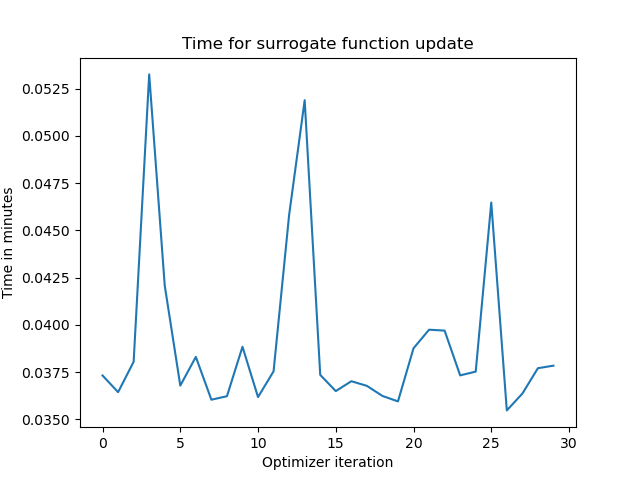 Time for surrogate function update
0.0525
0.0500
0.0475
0.0450
0.0425
0.0400
0.0375
0.0350
Time in minutes
0 5 10 15 20 25 30
Optimizer iteration